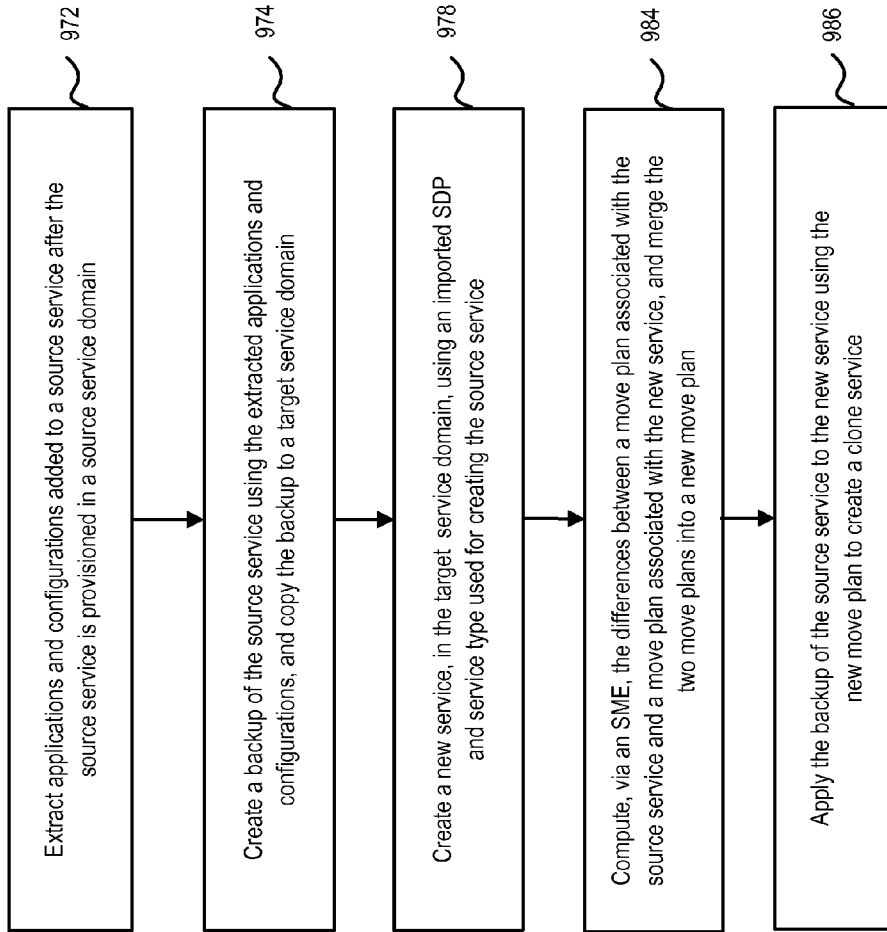 Extract applications and configurations added to a source service after the
source service is provisioned in a source service domain
972
Create a backup of the source service using the extracted applications and
configurations, and copy the backup to a target service domain
974
Create a new service, in the target service domain, using an imported SDP
and service type used for creating the source service
978
Compute, via an SME, the differences between a move plan associated with the
source service and a move plan associated with the new service, and merge the
two move plans into a new move plan
984
Apply the backup of the source service to the new service using the
new move plan to create a clone service
986